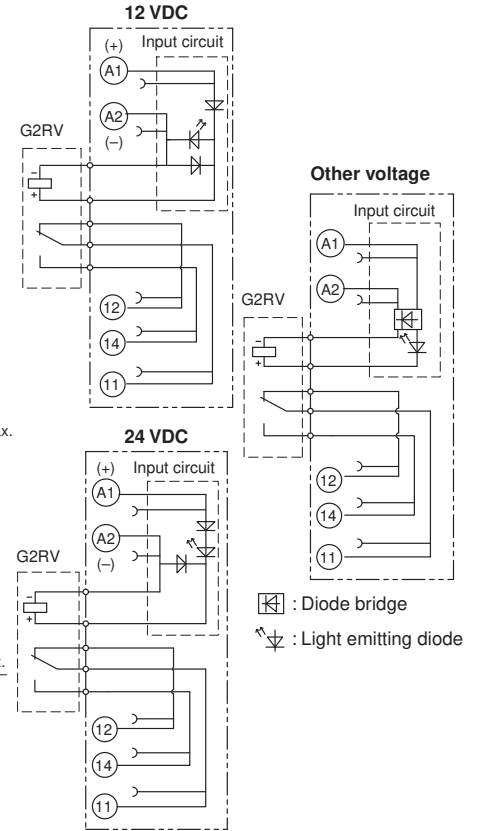 12 VDC
(+) Input circuit
A1
A2
(–)
G2RV
–
+
12
14
11
Other voltage
Input circuit
A1
A2
G2RV
–
+
12
14
11
24 VDC
(+) Input circuit
A1
A2
(–)
G2RV
–
+
12
14
11
: Diode bridge
: Light emitting diode